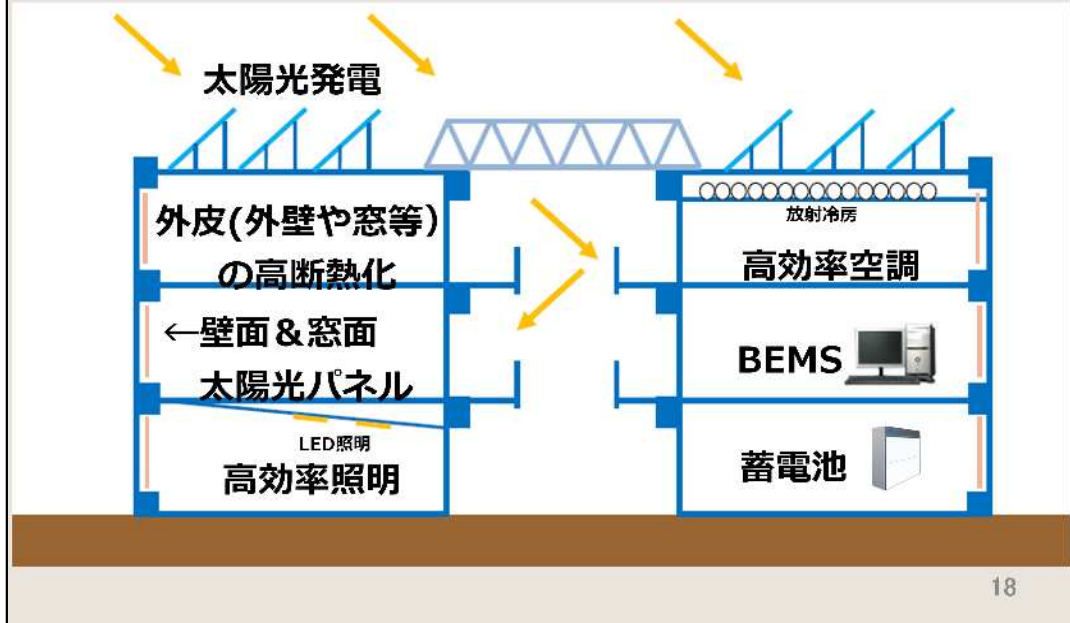 太陽光発電
外皮(外壁や窓等）
の高断熱化
←壁面＆窓面
太陽光パネル
LED照明
高効率照明
放射冷房
高効率空調
BEMS
蓄電池
18